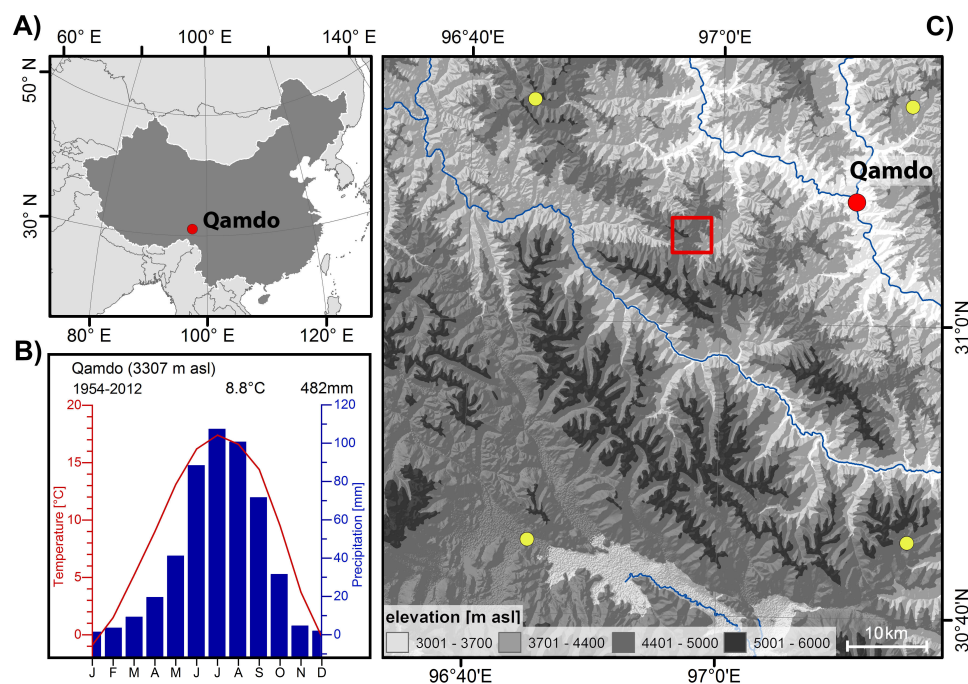 A)
60° E
100° E
140° E
50° N
30° N
Qamdo
80° E
100° E
120° E
B)
Qamdo (3307 m asl)
1954-2012 8.8°C 482mm
20
15
10
5
0
Temperature [°C]
120
100
80
60
40
20
0
Precipitation [mm]
J F M A M J J A S O N D
C)
96°40' E
97°0' E
Qamdo
31°0' N
30°40' N
elevation [m asl]
3001 - 3700 3701 - 4400 4401 - 5000 5001 - 6000
10km
96°40' E
97°0' E